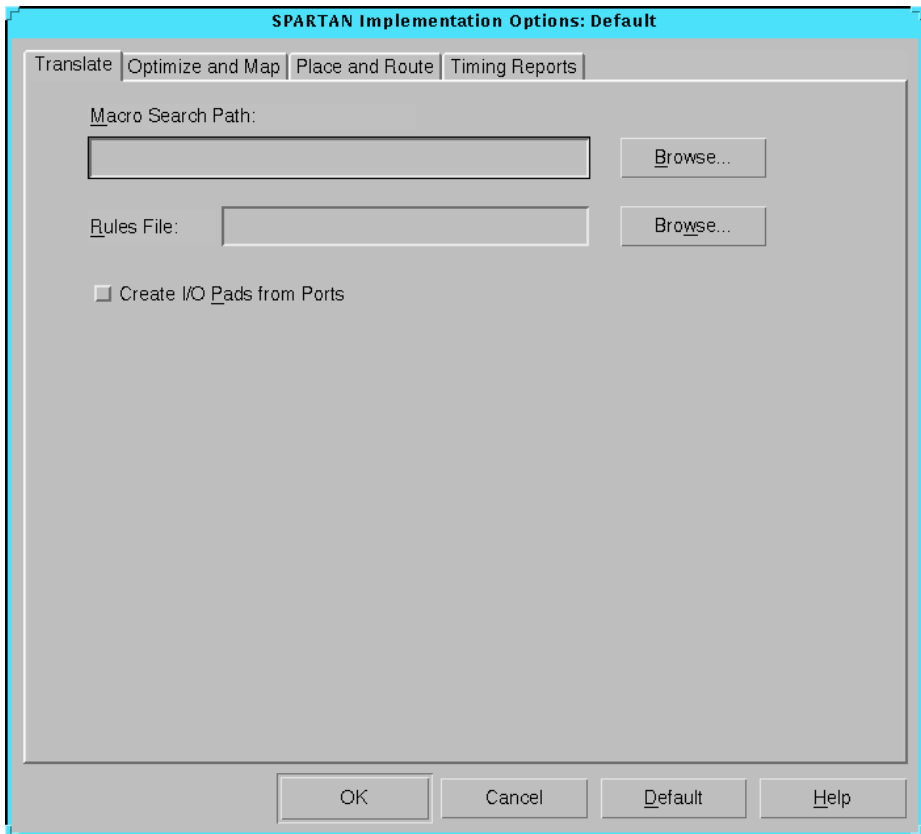 SPARTAN Implementation Options: Default
Translate Optimize and Map Place and Route Timing Reports
Macro Search Path:
Browse...
Rules File: Browse...
Create I/O Pads from Ports
OK Cancel Default Help